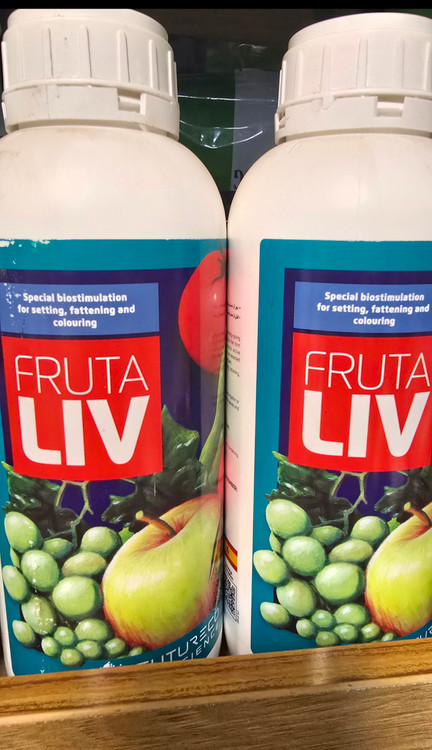 Special biostimulation
for setting, fattening and
colouring
FRUTA
LIV
Special biostimulation
for setting, fattening and
colouring
FRUTA
LIV